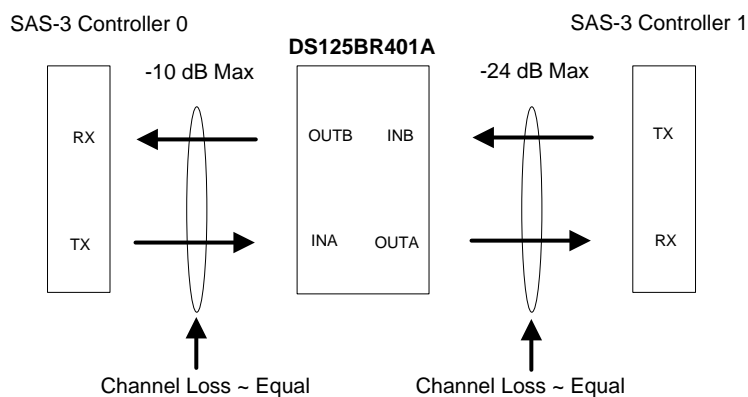 SAS-3 Controller 0
SAS-3 Controller 1
DS125BR401A
-10 dB Max
-24 dB Max
RX
OUTB
INB
TX
TX
INA
OUTA
RX
Channel Loss ~ Equal
Channel Loss ~ Equal